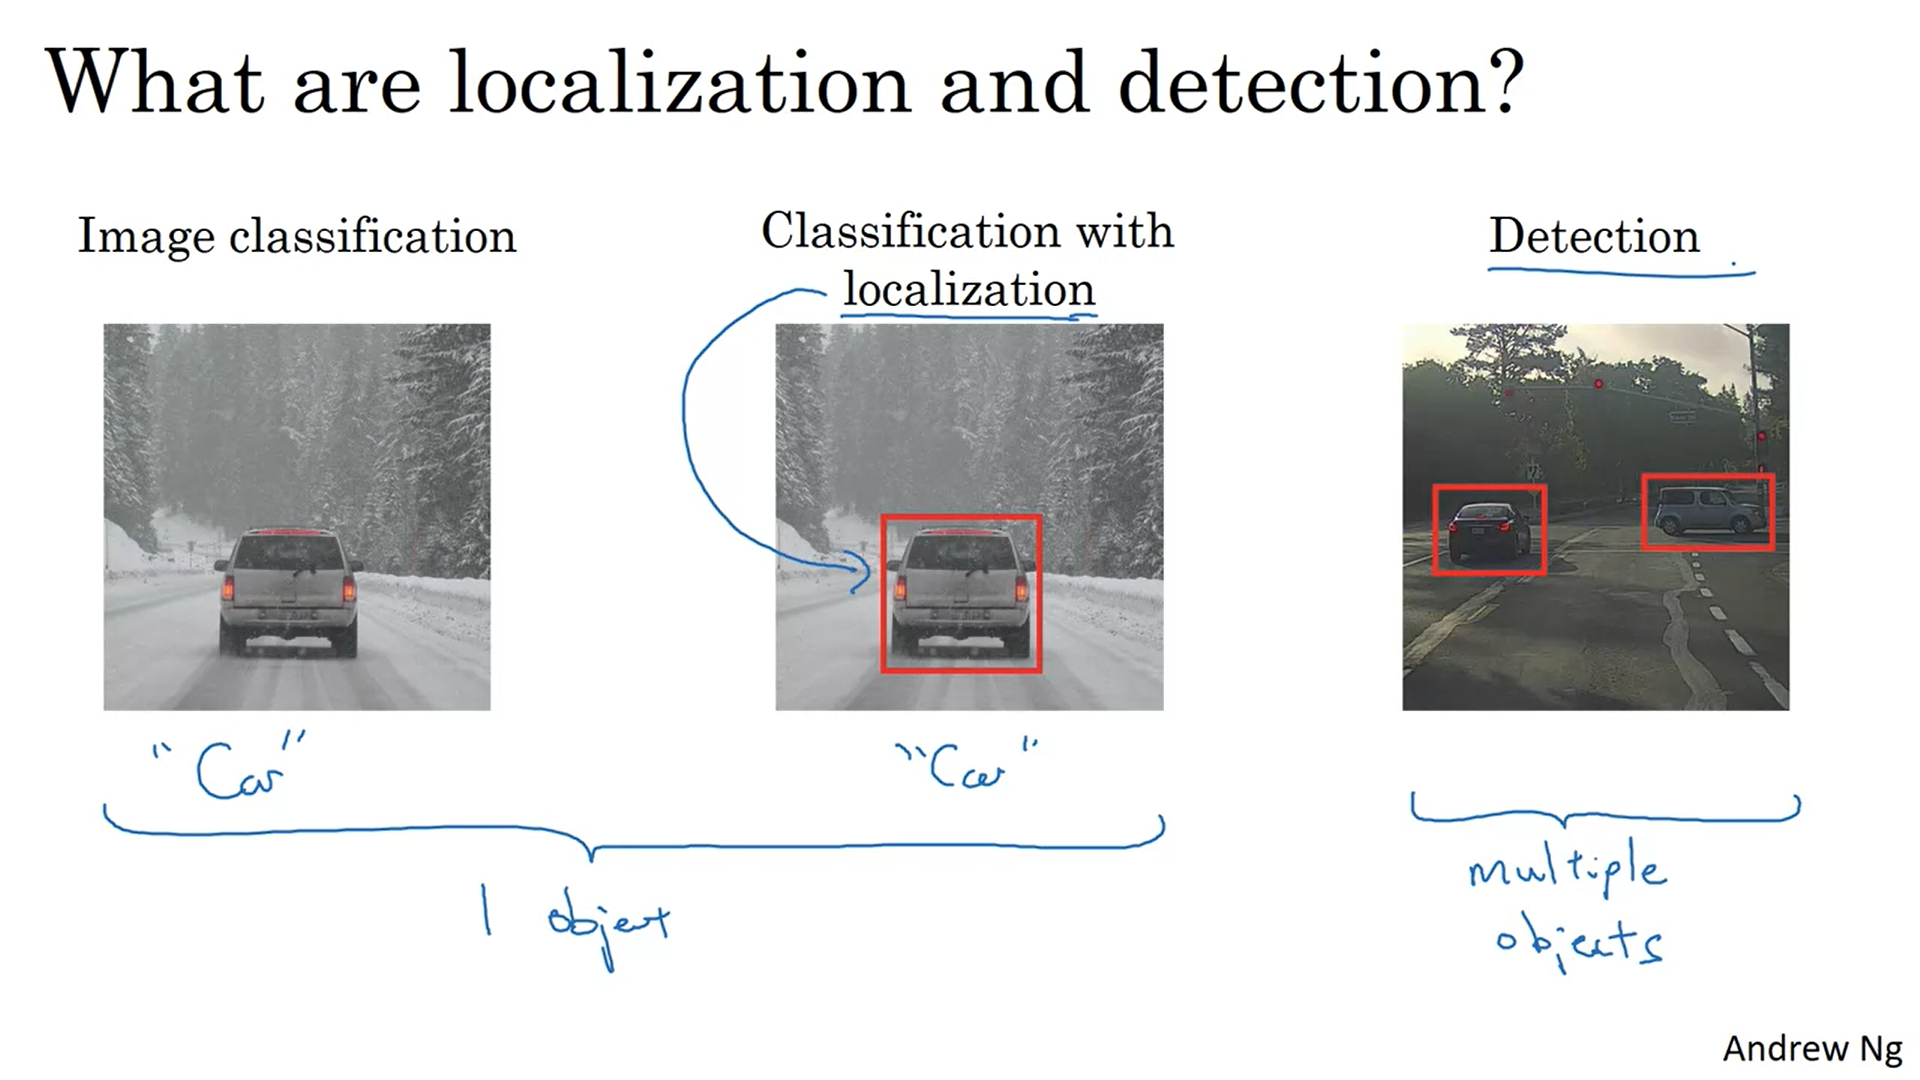 What are localization and detection?
Image classification
Classification with
localization
Detection
"Car"
"Car"
1 object
multiple
objects
Andrew Ng